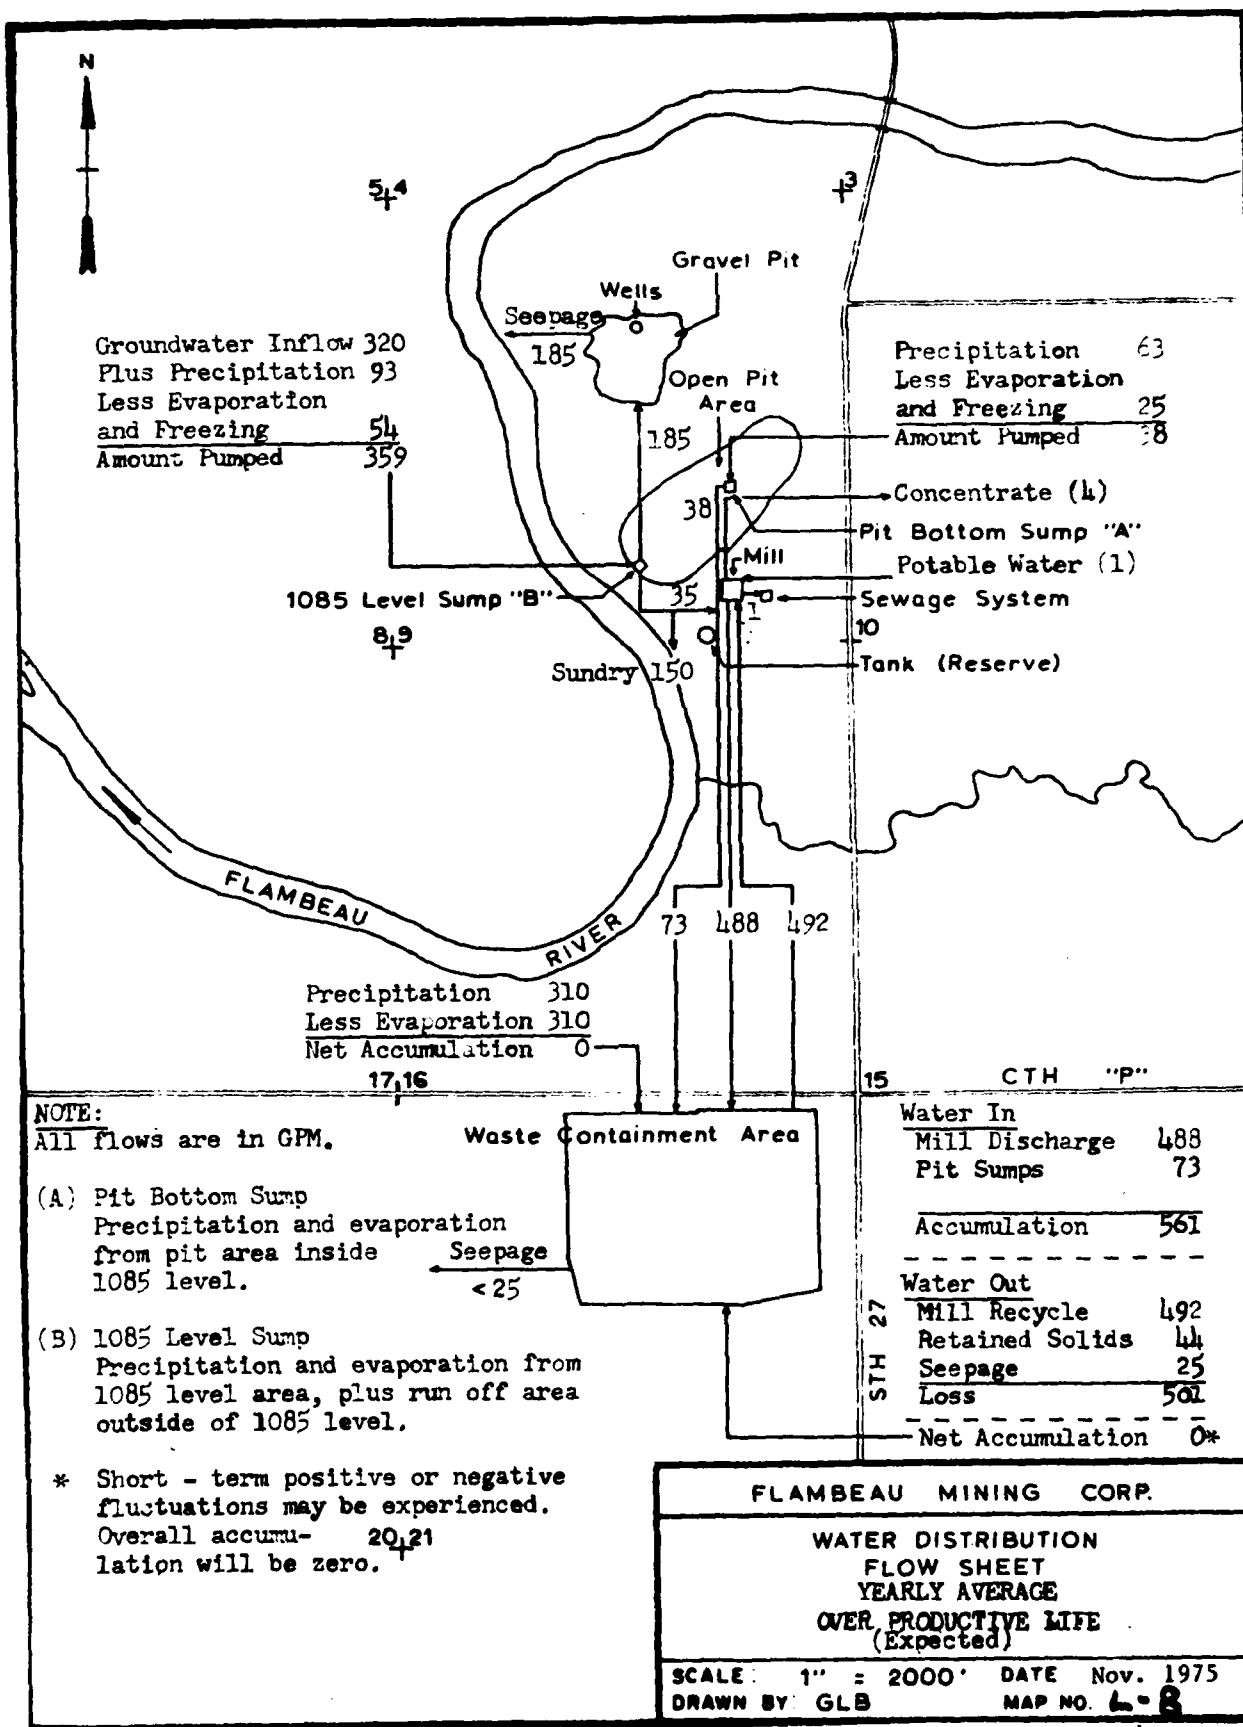 N
5 4
3
Gravel Pit
Wells
Seepage
185
Groundwater Inflow 320
Plus Precipitation 93
Less Evaporation
and Freezing 54
Amount Pumped 359
Precipitation 63
Less Evaporation
and Freezing 25
Amount Pumped 38
Open Pit
Area
185
38
Concentrate (4)
Pit Bottom Sump "A"
Mill
Potable Water (1)
1085 Level Sump "B"
35
1
Sewage System
8 9
10
Sundry 150
Tank (Reserve)
FLAMBEAU
RIVER
73 488 492
Precipitation 310
Less Evaporation 310
Net Accumulation 0
17 16
15
CTH "P"
NOTE:
All flows are in GPM.
(A) Pit Bottom Sump
Precipitation and evaporation
from pit area inside
1085 level.
(B) 1085 Level Sump
Precipitation and evaporation from
1085 level area, plus run off area
outside of 1085 level.
* Short - term positive or negative
fluctuations may be experienced.
Overall accumu-
lation will be zero.
20 21
Waste Containment Area
Seepage
<25
Water In
Mill Discharge 488
Pit Sumps 73
Accumulation 561
Water Out
Mill Recycle 492
Retained Solids 44
Seepage 25
Loss 561
Net Accumulation 0*
STH 27
FLAMBEAU MINING CORP.
WATER DISTRIBUTION
FLOW SHEET
YEARLY AVERAGE
OVER PRODUCTIVE LIFE
(Expected)
SCALE: 1" = 2000' DATE Nov. 1975
DRAWN BY: GLB MAP NO.